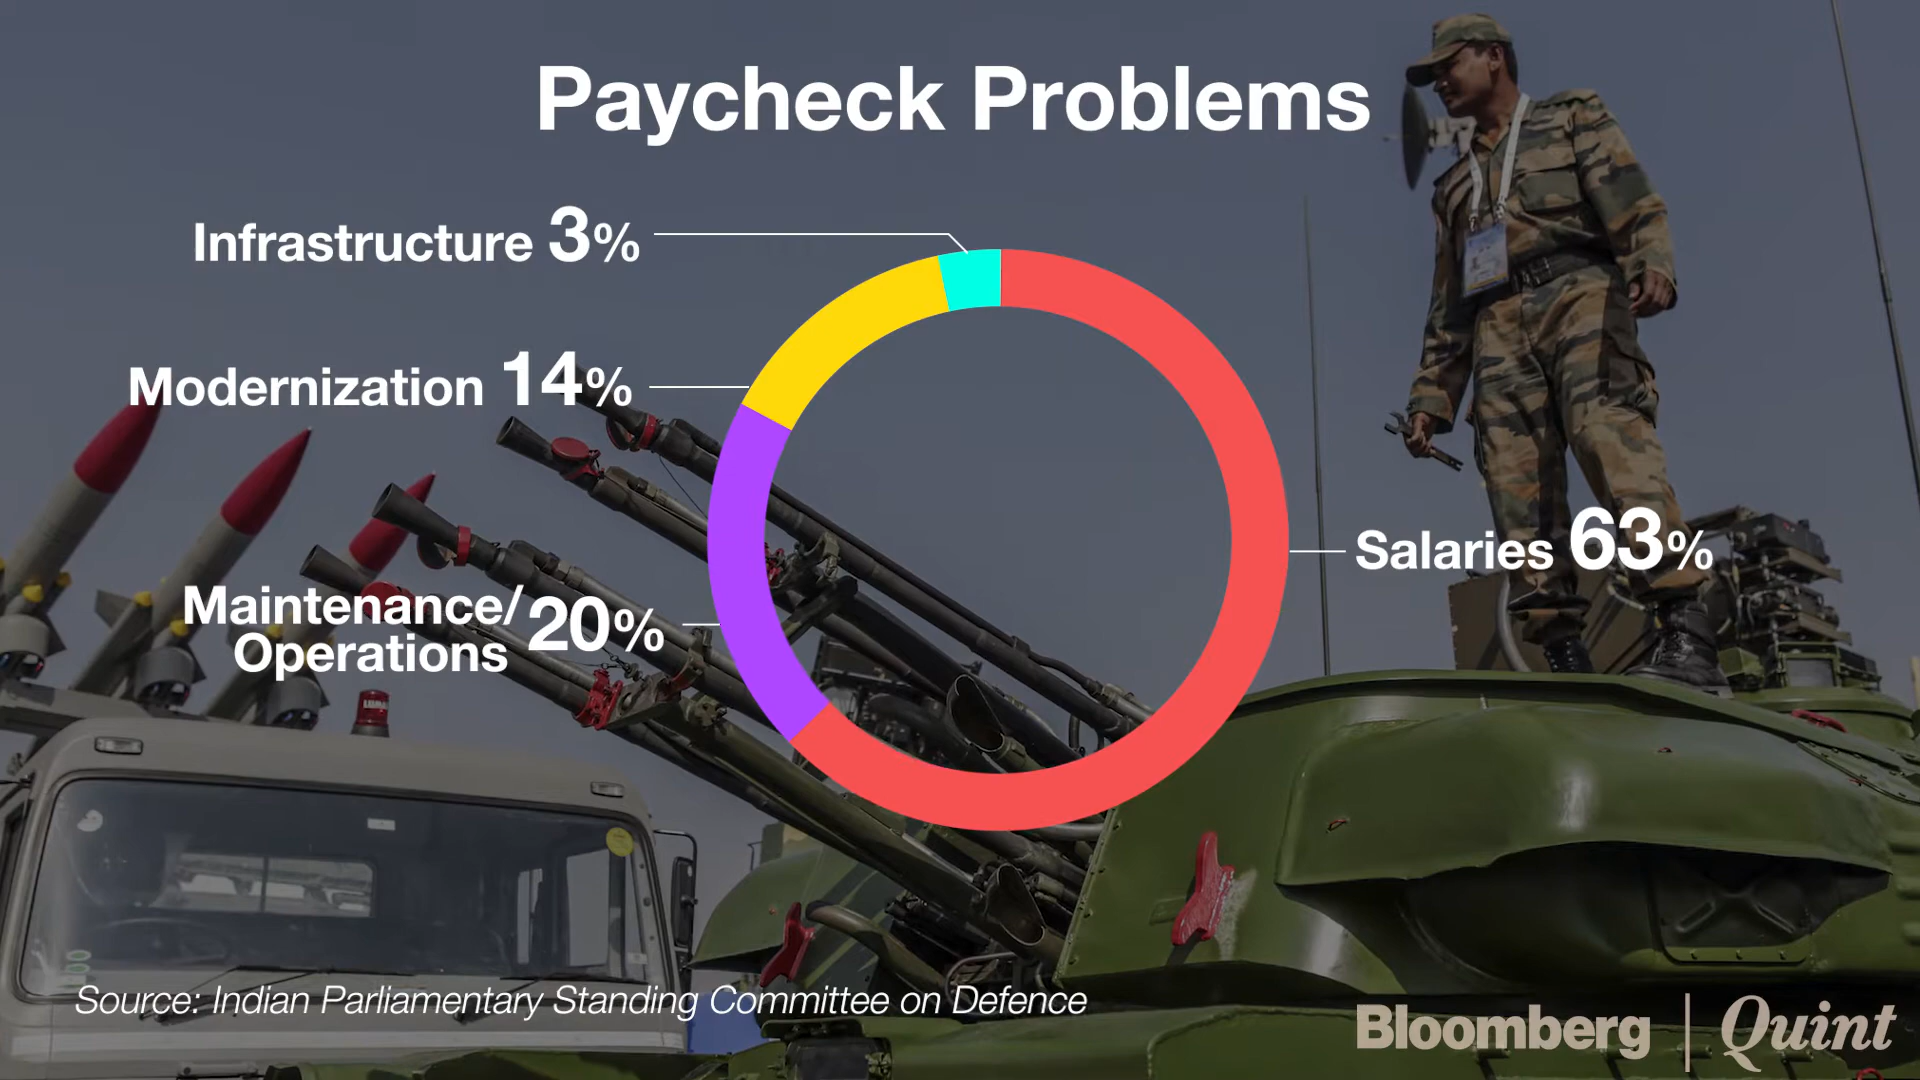 Paycheck Problems
Infrastructure 3%
Modernization 14%
Maintenance/
Operations 20%
Salaries 63%
Source: Indian Parliamentary Standing Committee on Defence
Bloomberg | Quint